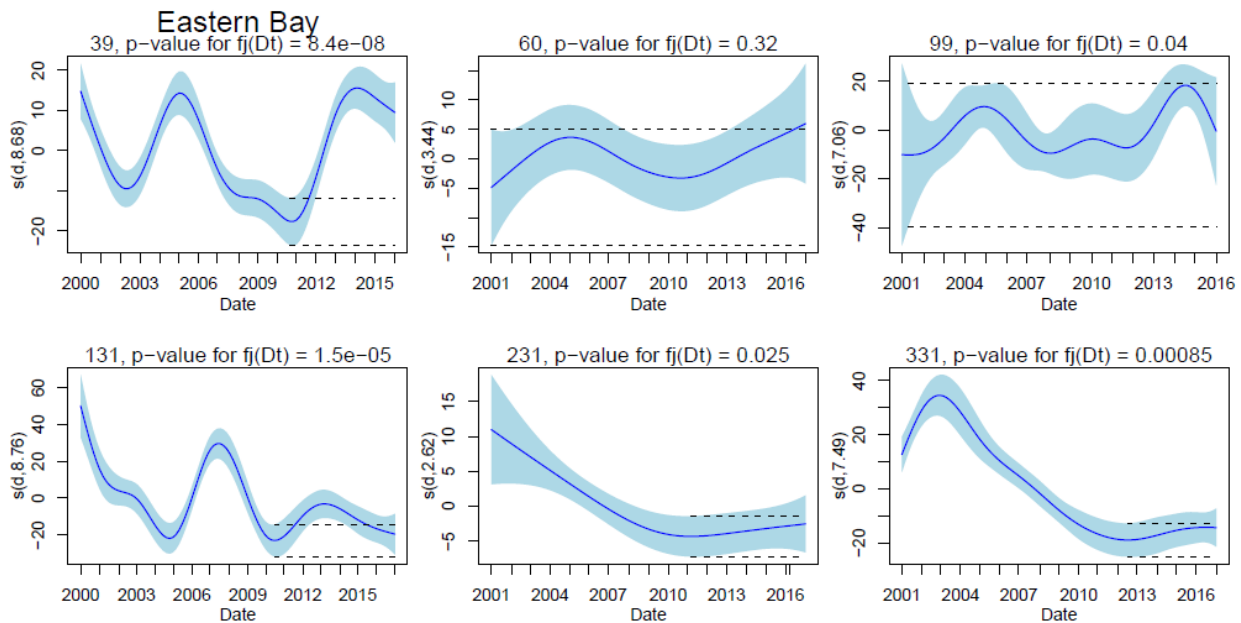 Eastern Bay
39, p−value for fj(Dt) = 8.4e−08
60, p−value for fj(Dt) = 0.32
99, p−value for fj(Dt) = 0.04
s(d,8.68)
20
10
0
−20
2000 2003 2006 2009 2012 2015
Date
s(d,3.44)
10
5
0
−5
−15
2001 2004 2007 2010 2013 2016
Date
s(d,7.06)
20
0
−20
−40
2001 2004 2007 2010 2013 2016
Date
131, p−value for fj(Dt) = 1.5e−05
231, p−value for fj(Dt) = 0.025
331, p−value for fj(Dt) = 0.00085
s(d,8.76)
60
40
20
0
−20
2000 2003 2006 2009 2012 2015
Date
s(d,2.62)
15
10
5
0
−5
2001 2004 2007 2010 2013 2016
Date
s(d,7.49)
40
20
0
−20
2001 2004 2007 2010 2013 2016
Date